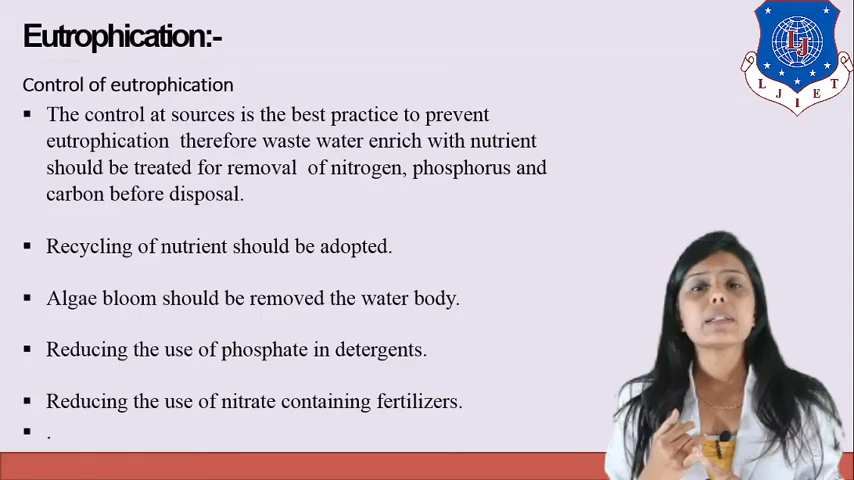 Eutrophication:-
Control of eutrophication
▪ The control at sources is the best practice to prevent
eutrophication therefore waste water enrich with nutrient
should be treated for removal of nitrogen, phosphorus and
carbon before disposal.
▪ Recycling of nutrient should be adopted.
▪ Algae bloom should be removed the water body.
▪ Reducing the use of phosphate in detergents.
▪ Reducing the use of nitrate containing fertilizers.
▪ .
LJ
L J I E T